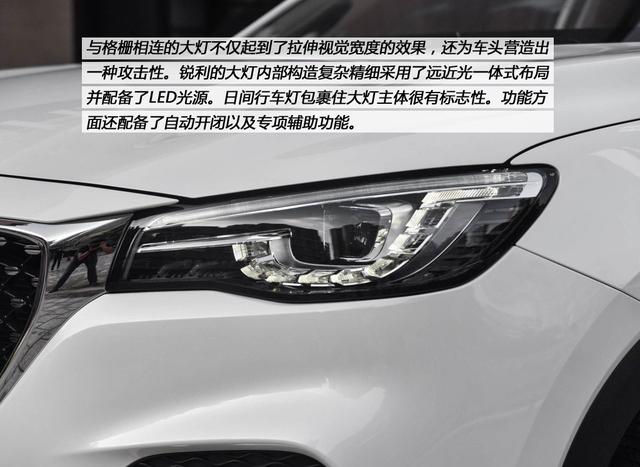 与格栅相连的大灯不仅起到了拉伸视觉宽度的效果，还为车头营造出
一种攻击性。锐利的大灯内部构造复杂精细采用了远近光一体式布局
并配备了LED光源。日间行车灯包裹住大灯主体很有标志性。功能方
面还配备了自动开闭以及专项辅助功能。